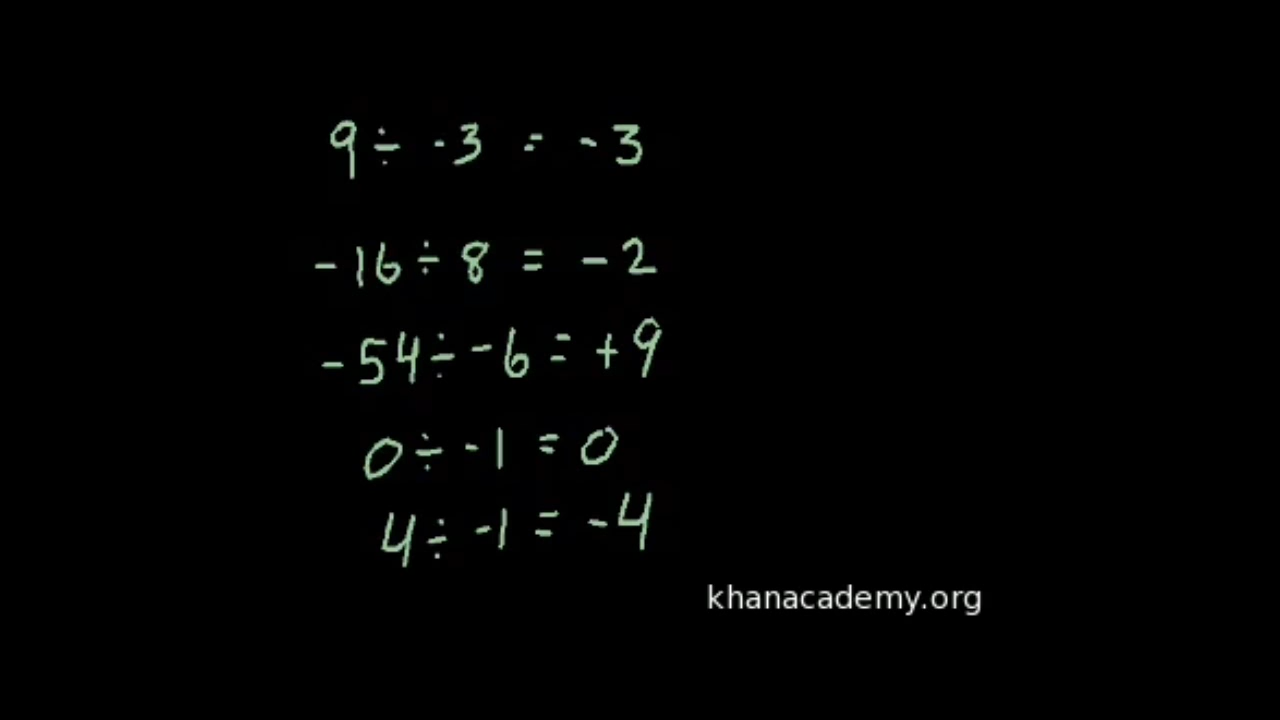 9 ÷ -3 = -3
-16 ÷ 8 = -2
-54 ÷ -6 = +9
0 ÷ -1 = 0
4 ÷ -1 = -4
khanacademy.org